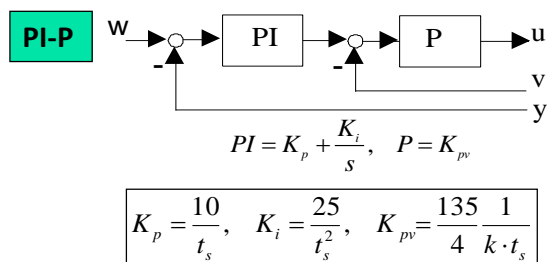 PI-P w PI P u
- -
v
y
PI = K_p + K_i/s, P = K_pv
K_p = 10/t_s, K_i = 25/t_s^2, K_pv = 135/4 1/(k·t_s)